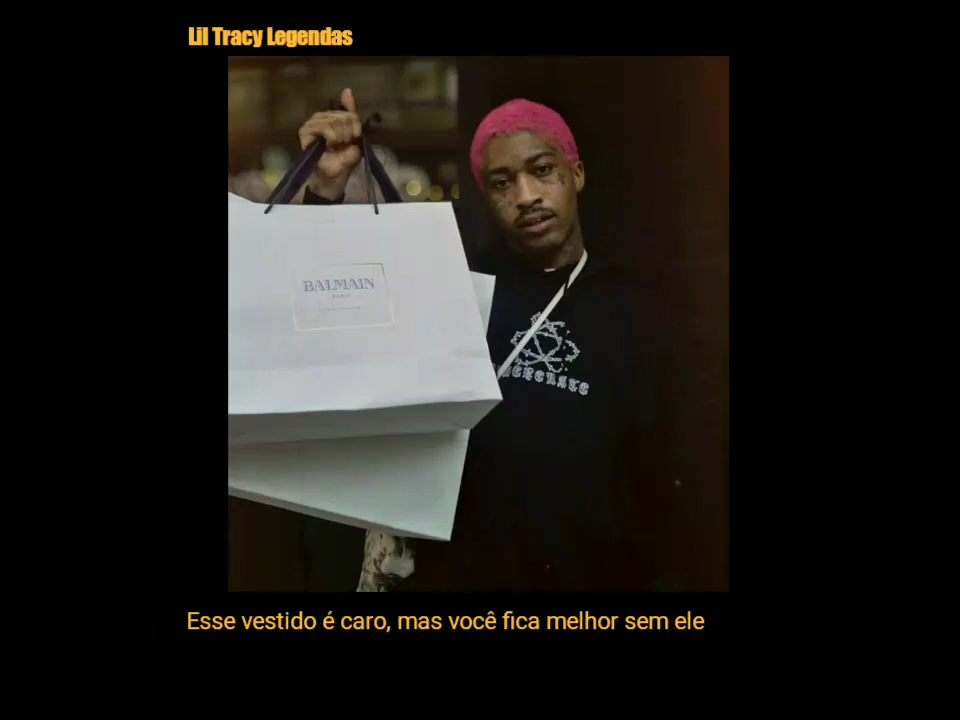 Lil Tracy Legendas
BALMAIN
PARIS
Esse vestido é caro, mas você fica melhor sem ele